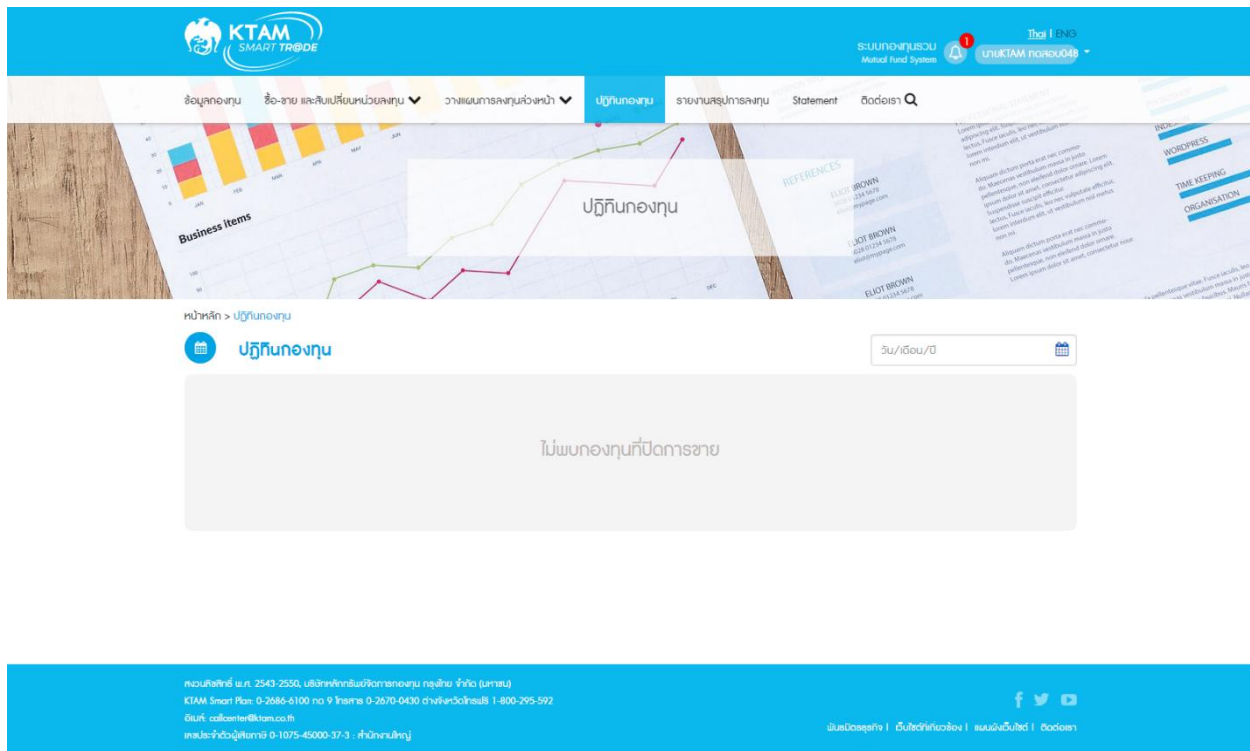 KTAM
SMART TR@DE
Thai | ENG
ระบบกองทุนรวม
Mutual Fund System
1
นายKTAM ทดสอบ048
ข้อมูลกองทุน ซื้อ-ขาย และสับเปลี่ยนหน่วยลงทุน วางแผนการลงทุนล่วงหน้า ปฏิทินกองทุน รายงานสรุปการลงทุน Statement ติดต่อเรา
Business items
JAN FEB MAR APR MAY JUN
DEC
REFERENCES
ELIOT BROWN
ELIOT BROWN
ELIOT BROWN
WORDPRESS
TIME KEEPING
ORGANISATION
ปฏิทินกองทุน
หน้าหลัก > ปฏิทินกองทุน
ปฏิทินกองทุน
วัน/เดือน/ปี
ไม่พบกองทุนที่ปิดการขาย
สงวนลิขสิทธิ์ พ.ศ. 2543-2550, บริษัทหลักทรัพย์จัดการกองทุน กรุงไทย จำกัด (มหาชน)
KTAM Smart Plan: 0-2686-6100 กด 9 โทรสาร 0-2670-0430 ต่างจังหวัดโทรฟรี 1-800-295-592
อีเมล์: callcenter@ktam.co.th
เลขประจำตัวผู้เสียภาษี 0-1075-45000-37-3 : สำนักงานใหญ่
พันธมิตรธุรกิจ | เว็บไซต์ที่เกี่ยวข้อง | แผนผังเว็บไซต์ | ติดต่อเรา